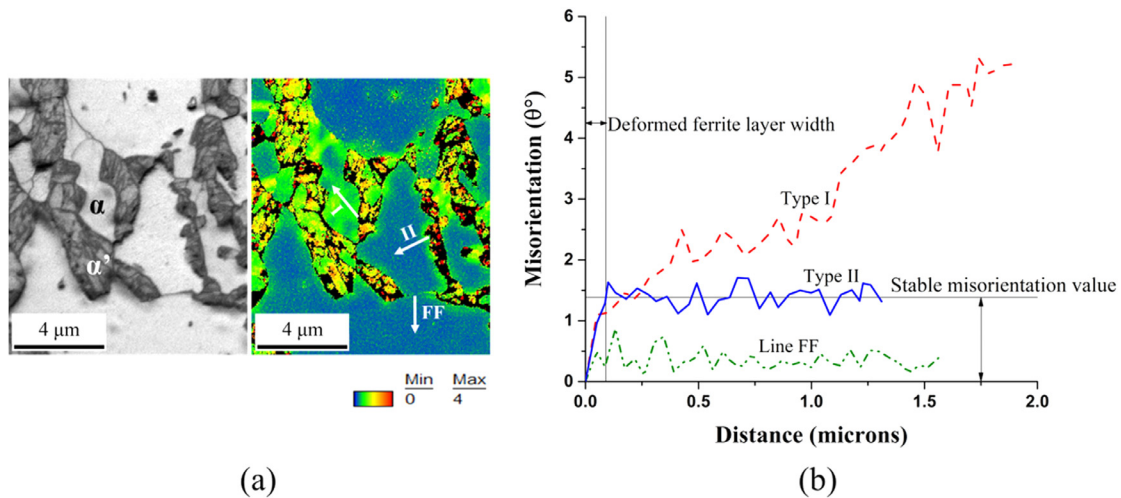 α
α'
4 μm
I
II
FF
4 μm
Min Max
0 4
(a)
Misorientation (θ°)
6
5
4
3
2
1
0
Deformed ferrite layer width
Type I
Type II
Stable misorientation value
Line FF
0.0 0.5 1.0 1.5 2.0
Distance (microns)
(b)